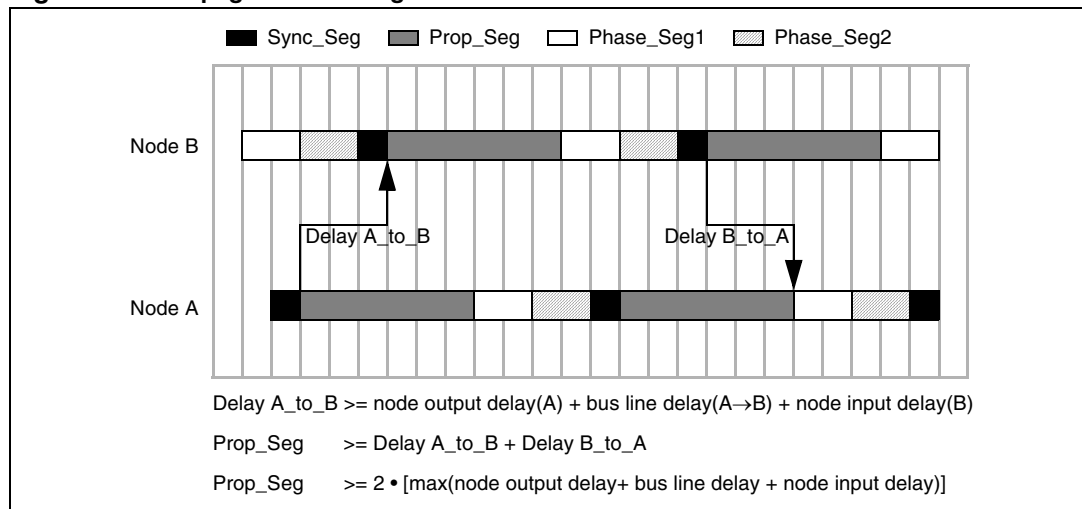 Sync_Seg Prop_Seg Phase_Seg1 Phase_Seg2
Node B
Delay A_to_B Delay B_to_A
Node A
Delay A_to_B >= node output delay(A) + bus line delay(A→B) + node input delay(B)
Prop_Seg >= Delay A_to_B + Delay B_to_A
Prop_Seg >= 2 • [max(node output delay+ bus line delay + node input delay)]